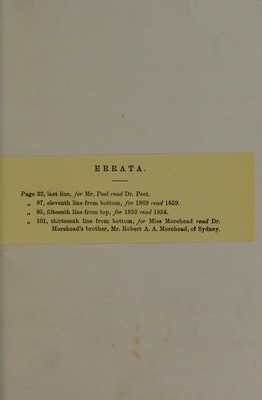 ERRATA.
Page 32, last line, for Mr. Peel read Dr. Peet.
„ 87, eleventh line from bottom, for 1869 read 1859.
„ 95, fifteenth line from top, for 1852 read 1854.
„ 101, thirteenth line from bottom, for Miss Morehead read Dr.
Morehead's brother, Mr. Robert A. A. Morehead, of Sydney.